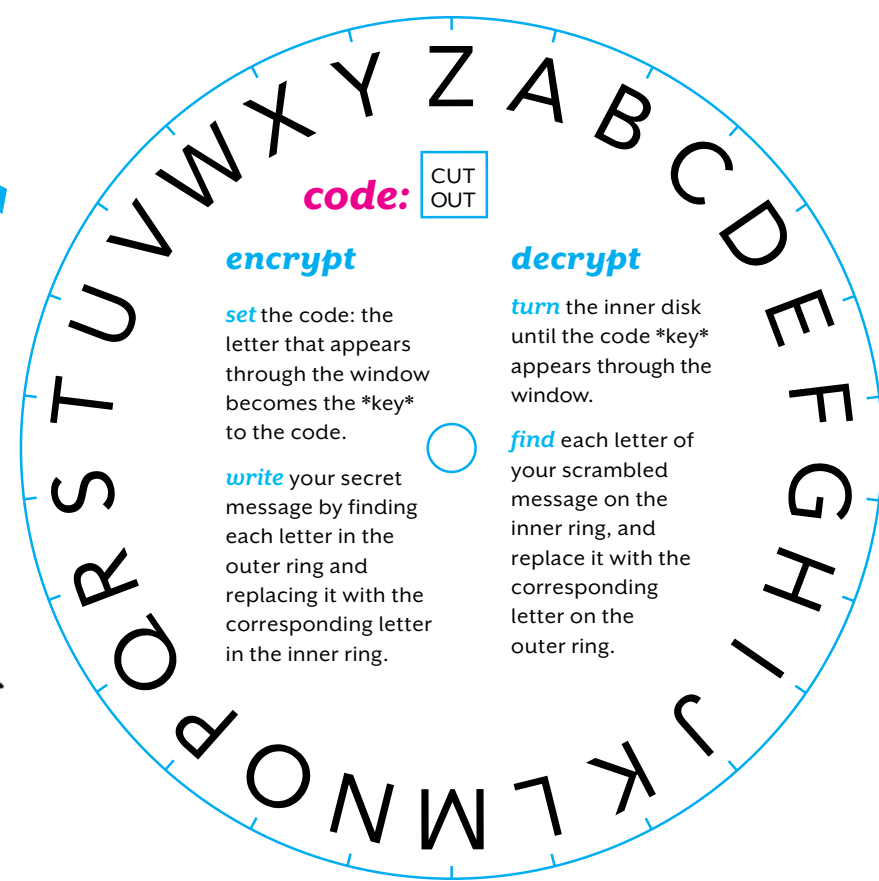 Z
A
B
C
D
E
F
G
H
I
J
K
L
M
N
O
P
Q
R
S
T
U
V
W
X
Y
code:
CUT
OUT
encrypt
set the code: the
letter that appears
through the window
becomes the *key*
to the code.
write your secret
message by finding
each letter in the
outer ring and
replacing it with the
corresponding letter
in the inner ring.
decrypt
turn the inner disk
until the code *key*
appears through the
window.
find each letter of
your scrambled
message on the
inner ring, and
replace it with the
corresponding
letter on the
outer ring.